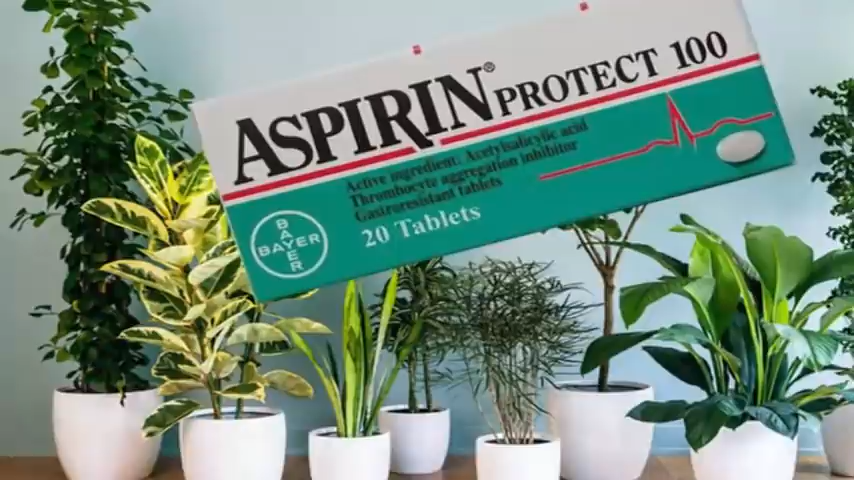 ASPIRIN® PROTECT 100
Active ingredient: Acetylsalicylic acid
Thrombocyte aggregation inhibitor
Gastroresistant tablets
20 Tablets
BAYER
BAYER